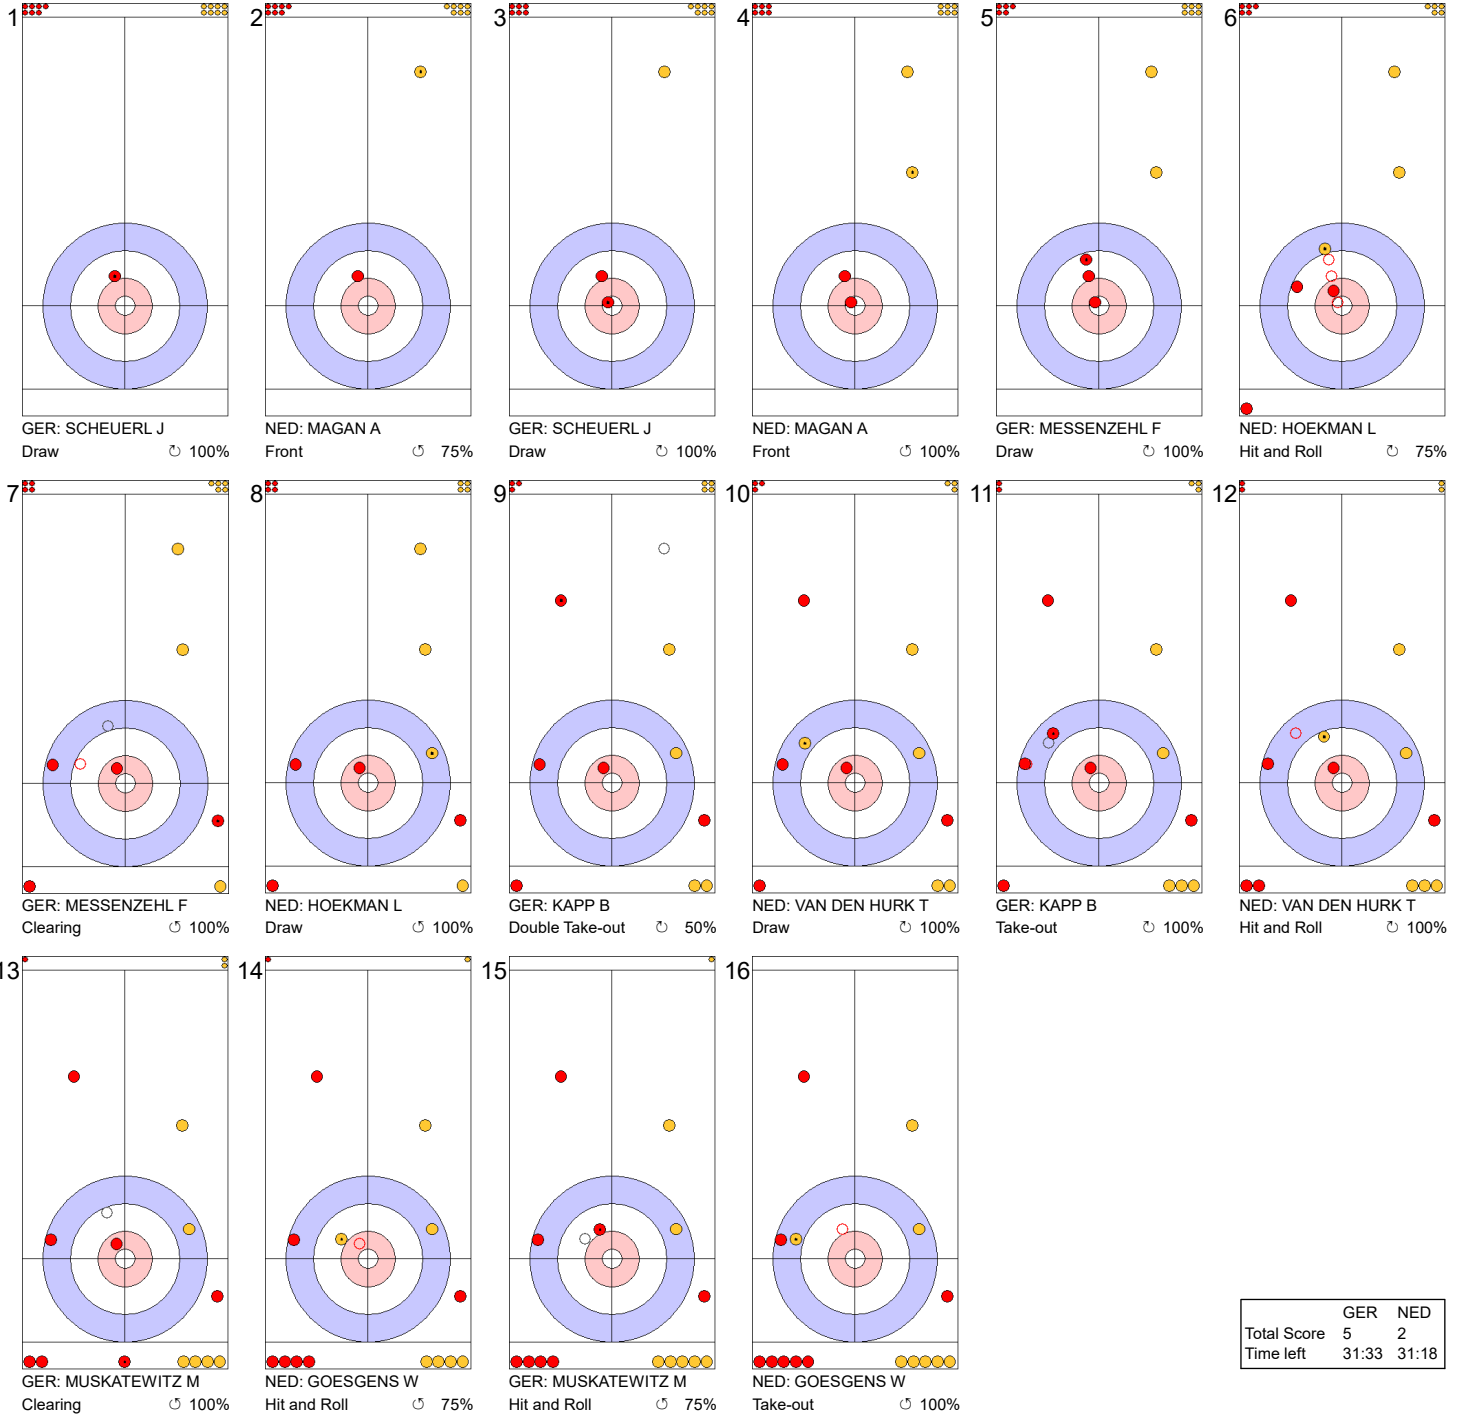 1
GER: SCHEUERL J
Draw ↻ 100%
2
NED: MAGAN A
Front ↺ 75%
3
GER: SCHEUERL J
Draw ↻ 100%
4
NED: MAGAN A
Front ↺ 100%
5
GER: MESSENZEHL F
Draw ↻ 100%
6
NED: HOEKMAN L
Hit and Roll ↻ 75%
7
GER: MESSENZEHL F
Clearing ↺ 100%
8
NED: HOEKMAN L
Draw ↺ 100%
9
GER: KAPP B
Double Take-out ↻ 50%
10
NED: VAN DEN HURK T
Draw ↻ 100%
11
GER: KAPP B
Take-out ↻ 100%
12
NED: VAN DEN HURK T
Hit and Roll ↻ 100%
13
GER: MUSKATEWITZ M
Clearing ↺ 100%
14
NED: GOESGENS W
Hit and Roll ↺ 75%
15
GER: MUSKATEWITZ M
Hit and Roll ↺ 75%
16
NED: GOESGENS W
Take-out ↺ 100%
GER NED
Total Score 5 2
Time left 31:33 31:18